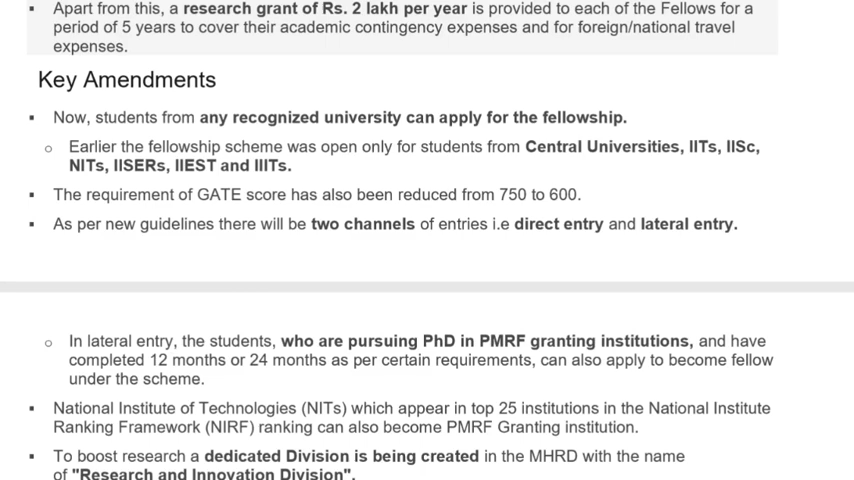 ▪ Apart from this, a research grant of Rs. 2 lakh per year is provided to each of the Fellows for a
period of 5 years to cover their academic contingency expenses and for foreign/national travel
expenses.
Key Amendments
▪ Now, students from any recognized university can apply for the fellowship.
o Earlier the fellowship scheme was open only for students from Central Universities, IITs, IISc,
NITs, IISERs, IIEST and IIITs.
▪ The requirement of GATE score has also been reduced from 750 to 600.
▪ As per new guidelines there will be two channels of entries i.e direct entry and lateral entry.
o In lateral entry, the students, who are pursuing PhD in PMRF granting institutions, and have
completed 12 months or 24 months as per certain requirements, can also apply to become fellow
under the scheme.
▪ National Institute of Technologies (NITs) which appear in top 25 institutions in the National Institute
Ranking Framework (NIRF) ranking can also become PMRF Granting institution.
▪ To boost research a dedicated Division is being created in the MHRD with the name
of "Research and Innovation Division".